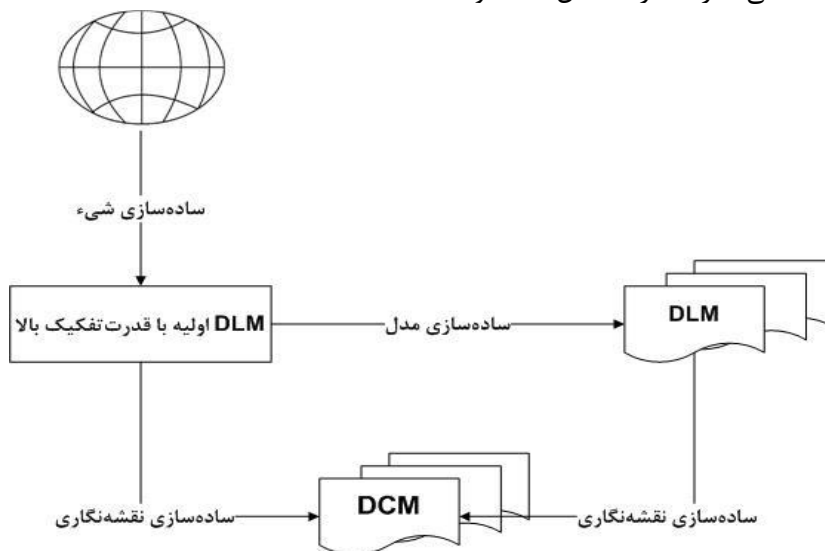 ساده‌سازی شیء
DLM اولیه با قدرت تفکیک بالا
ساده‌سازی مدل
DLM
ساده‌سازی نقشه‌نگاری
DCM
ساده‌سازی نقشه‌نگاری